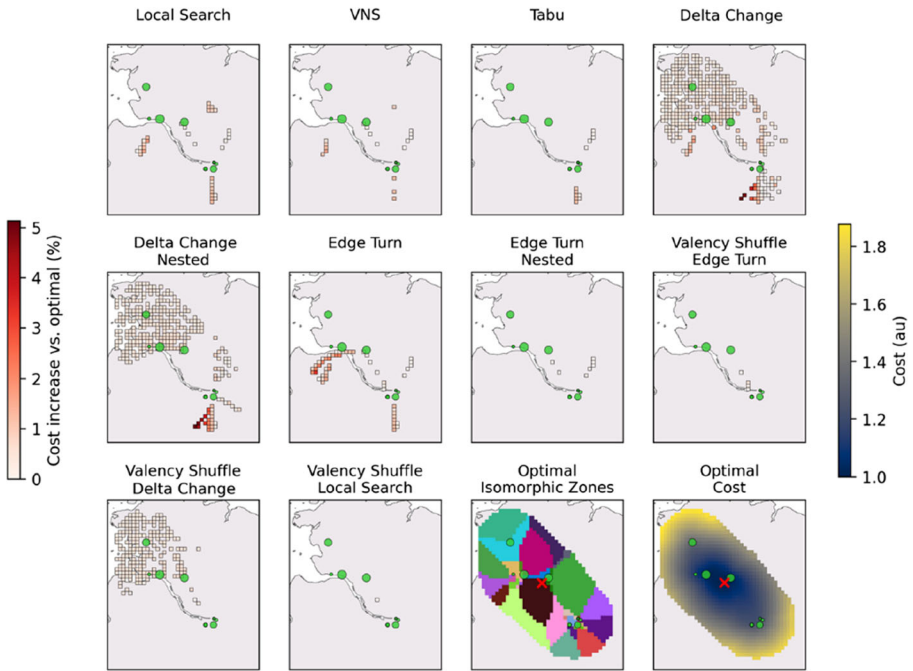 Local Search
VNS
Tabu
Delta Change
Delta Change
Nested
Edge Turn
Edge Turn
Nested
Valency Shuffle
Edge Turn
Valency Shuffle
Delta Change
Valency Shuffle
Local Search
Optimal
Isomorphic Zones
Optimal
Cost
Cost increase vs. optimal (%)
5
4
3
2
1
0
Cost (au)
1.8
1.6
1.4
1.2
1.0